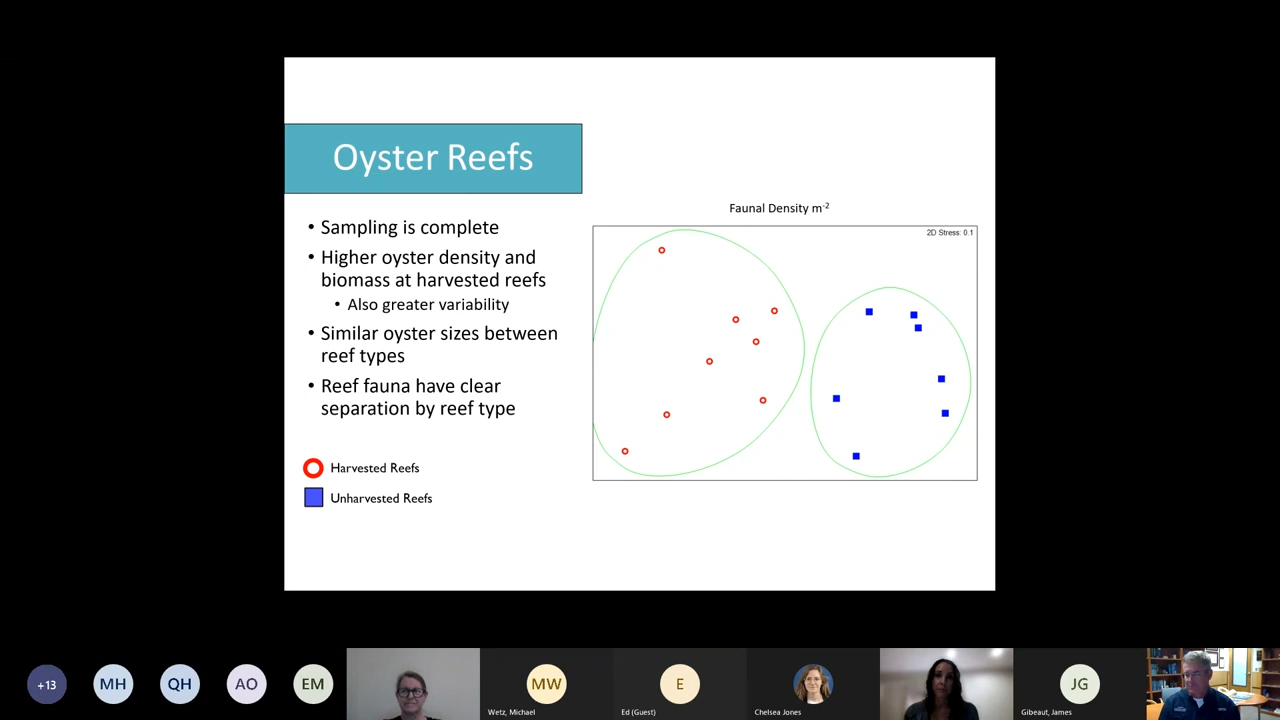 Oyster Reefs
• Sampling is complete
• Higher oyster density and
biomass at harvested reefs
• Also greater variability
• Similar oyster sizes between
reef types
• Reef fauna have clear
separation by reef type
Harvested Reefs
Unharvested Reefs
Faunal Density m⁻²
2D Stress: 0.1
+13
MH
QH
AO
EM
MW
Wetz, Michael
E
Ed (Guest)
Chelsea Jones
JG
Gibeaut, James